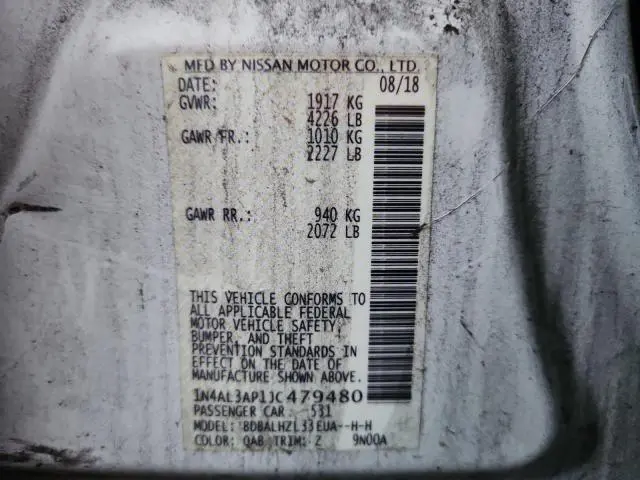 MFD BY NISSAN MOTOR CO., LTD.
DATE: 08/18
GVWR: 1917 KG
4226 LB
GAWR FR.: 1010 KG
2227 LB
GAWR RR.: 940 KG
2072 LB
THIS VEHICLE CONFORMS TO
ALL APPLICABLE FEDERAL
MOTOR VEHICLE SAFETY,
BUMPER, AND THEFT
PREVENTION STANDARDS IN
EFFECT ON THE DATE OF
MANUFACTURE SHOWN ABOVE.
1N4AL3AP1JC479480
PASSENGER CAR 531
MODEL: BDBALHZL33EUA--H-H
COLOR: QAB TRIM: Z 9N00A